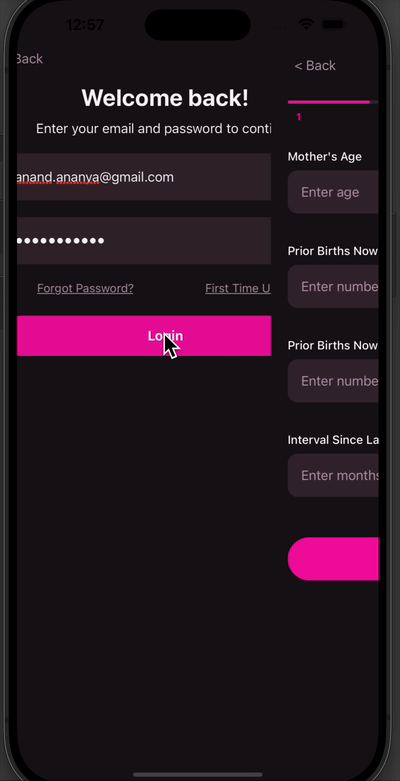 12:57
Back
Welcome back!
Enter your email and password to conti
anand.ananya@gmail.com
Forgot Password?
First Time U
Login
< Back
1
Mother's Age
Enter age
Prior Births Now
Enter numbe
Prior Births Now
Enter numbe
Interval Since La
Enter months